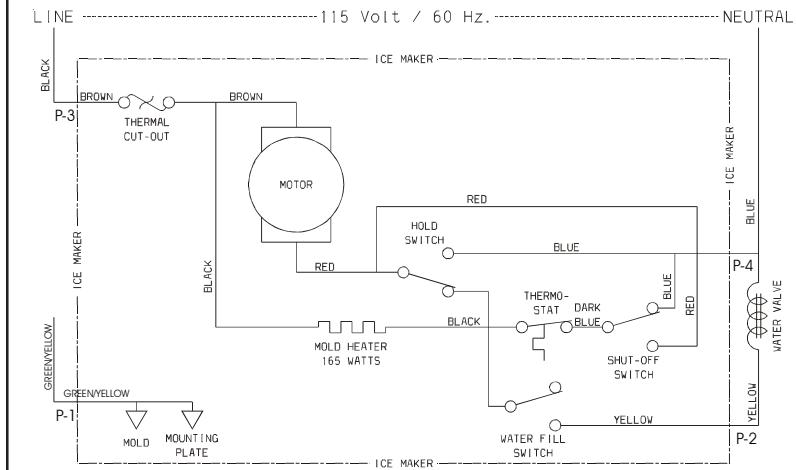 LINE 115 Volt / 60 Hz. NEUTRAL
ICE MAKER
BLACK
BROWN
BROWN
P-3
THERMAL
CUT-OUT
ICE MAKER
MOTOR
RED
BLUE
HOLD
SWITCH
BLUE
ICE MAKER
RED
P-4
BLACK
THERMO-
STAT
DARK
BLUE
BLUE
RED
BLACK
WATER VALVE
MOLD HEATER
165 WATTS
SHUT-OFF
SWITCH
GREEN/YELLOW
GREEN/YELLOW
P-1
YELLOW
YELLOW
P-2
MOLD
MOUNTING
PLATE
WATER FILL
SWITCH
ICE MAKER